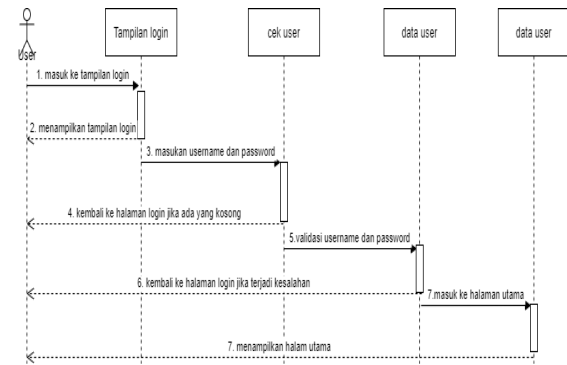 Tampilan login
cek user
data user
data user
User
1. masuk ke tampilan login
2. menampilkan tampilan login
3. masukan username dan password
4. kembali ke halaman login jika ada yang kosong
5.validasi username dan password
6. kembali ke halaman login jika terjadi kesalahan
7.masuk ke halaman utama
7. menampilkan halam utama